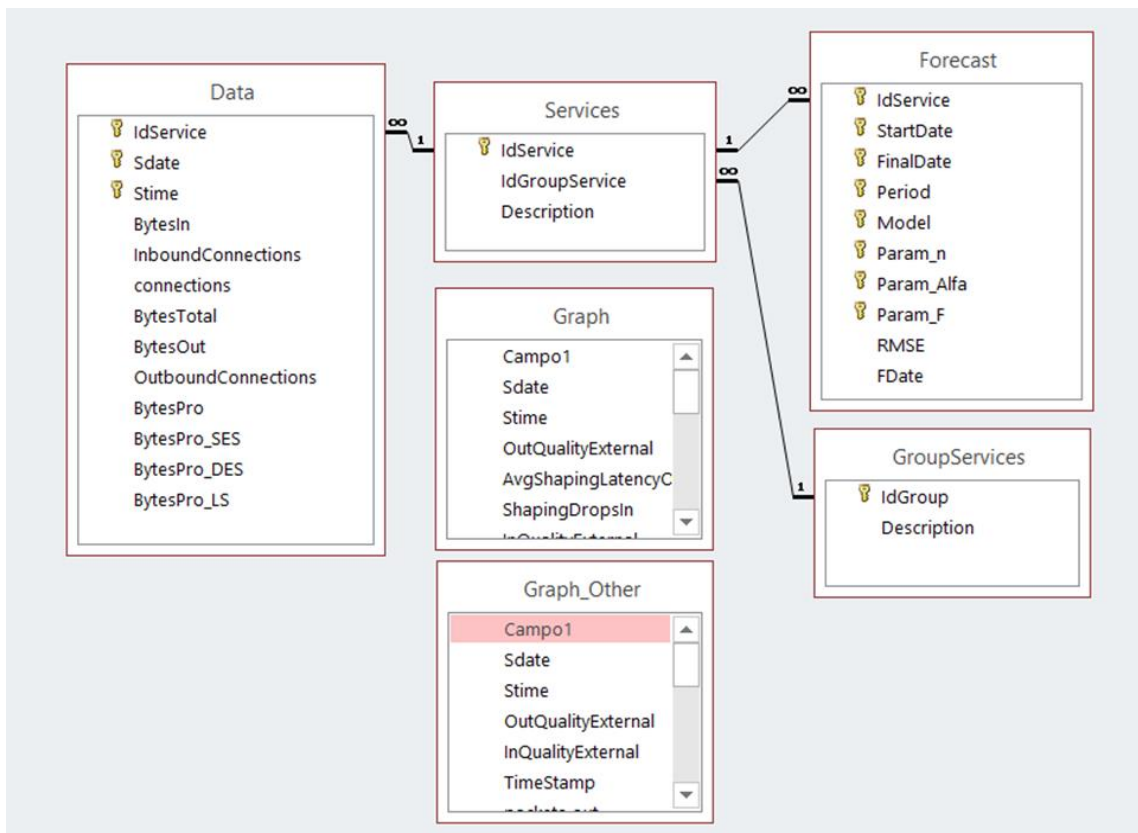 Data
IdService
Sdate
Stime
BytesIn
InboundConnections
connections
BytesTotal
BytesOut
OutboundConnections
BytesPro
BytesPro_SES
BytesPro_DES
BytesPro_LS
∞
1
Services
IdService
IdGroupService
Description
1
∞
∞
1
Graph
Campo1
Sdate
Stime
OutQualityExternal
ShapingDropsIn
Graph_Other
Campo1
Sdate
Stime
OutQualityExternal
InQualityExternal
TimeStamp
Forecast
IdService
StartDate
FinalDate
Period
Model
Param_n
Param_Alfa
Param_F
RMSE
FDate
GroupServices
IdGroup
Description